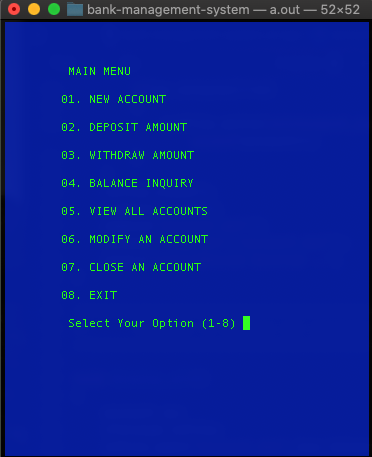 bank-management-system — a.out — 52×52
MAIN MENU
01. NEW ACCOUNT
02. DEPOSIT AMOUNT
03. WITHDRAW AMOUNT
04. BALANCE INQUIRY
05. VIEW ALL ACCOUNTS
06. MODIFY AN ACCOUNT
07. CLOSE AN ACCOUNT
08. EXIT
Select Your Option (1-8)